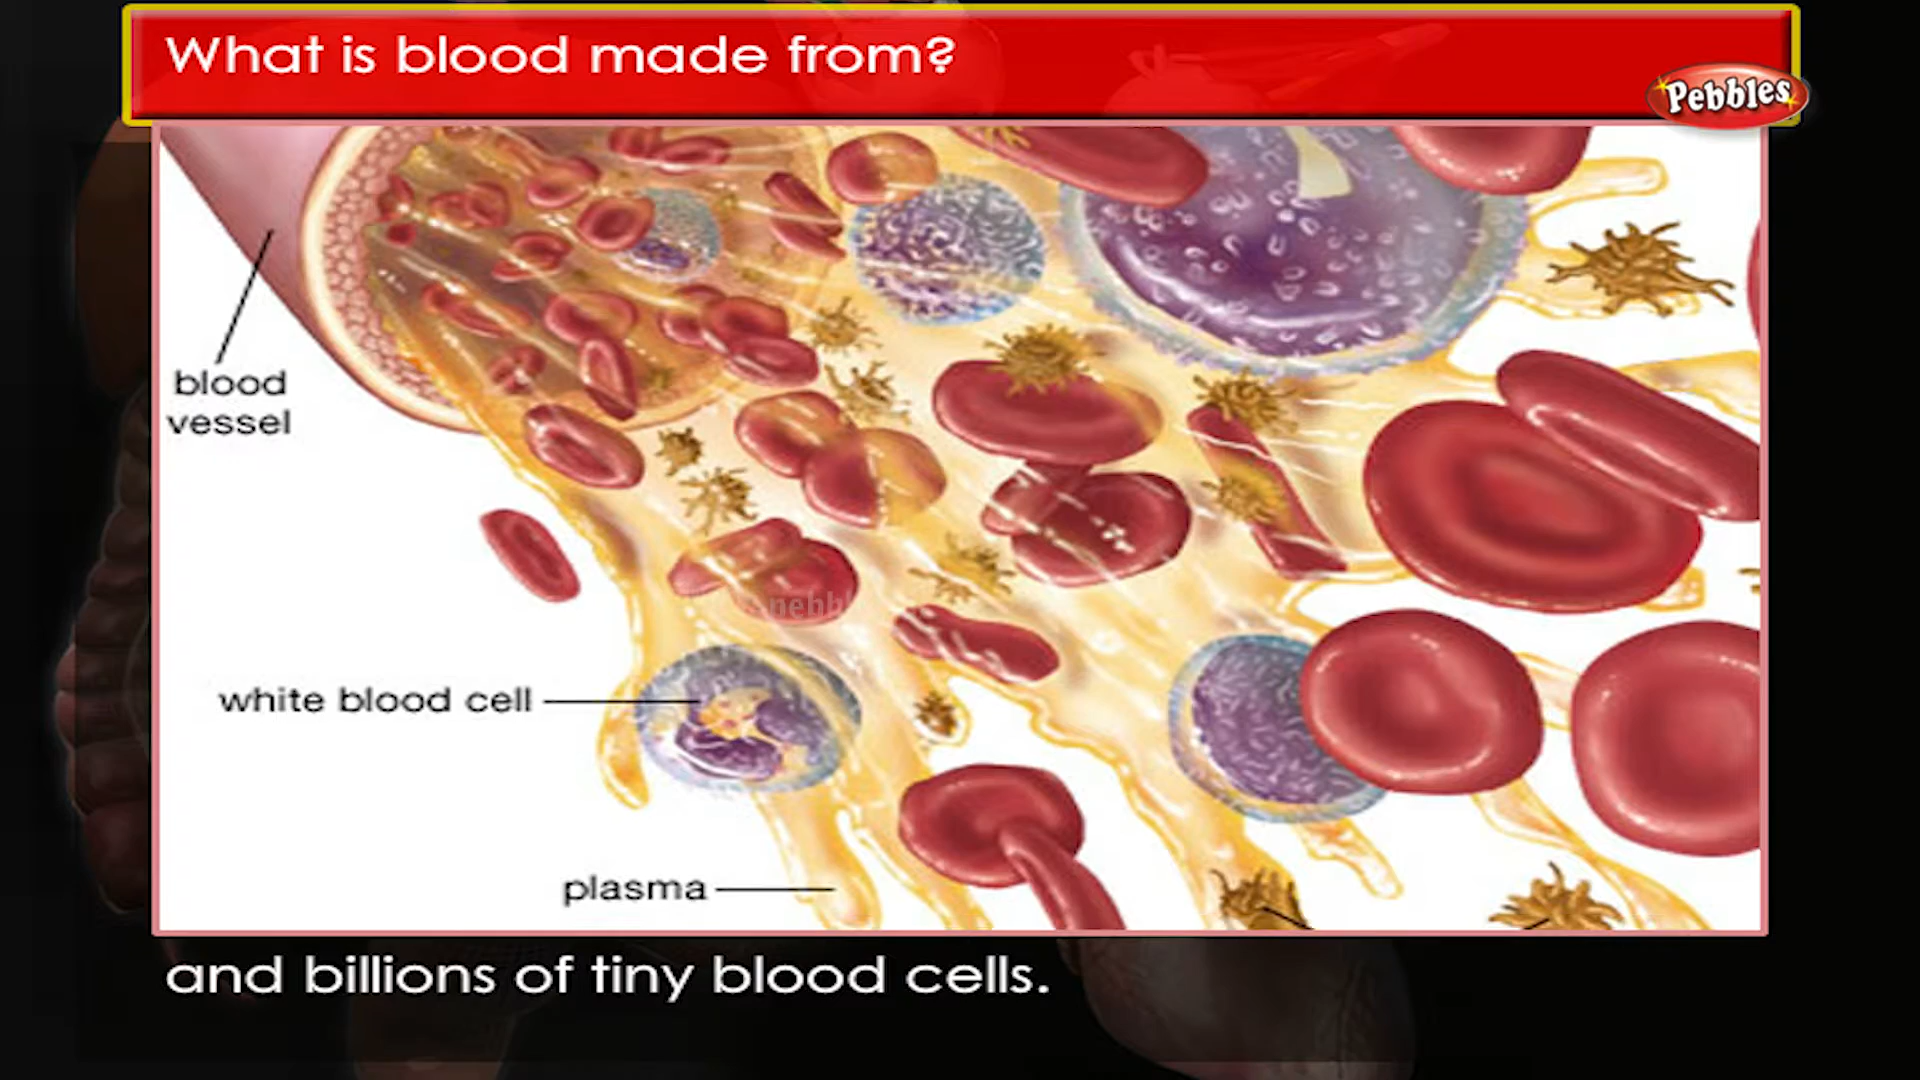 What is blood made from?
Pebbles
blood
vessel
white blood cell
plasma
and billions of tiny blood cells.